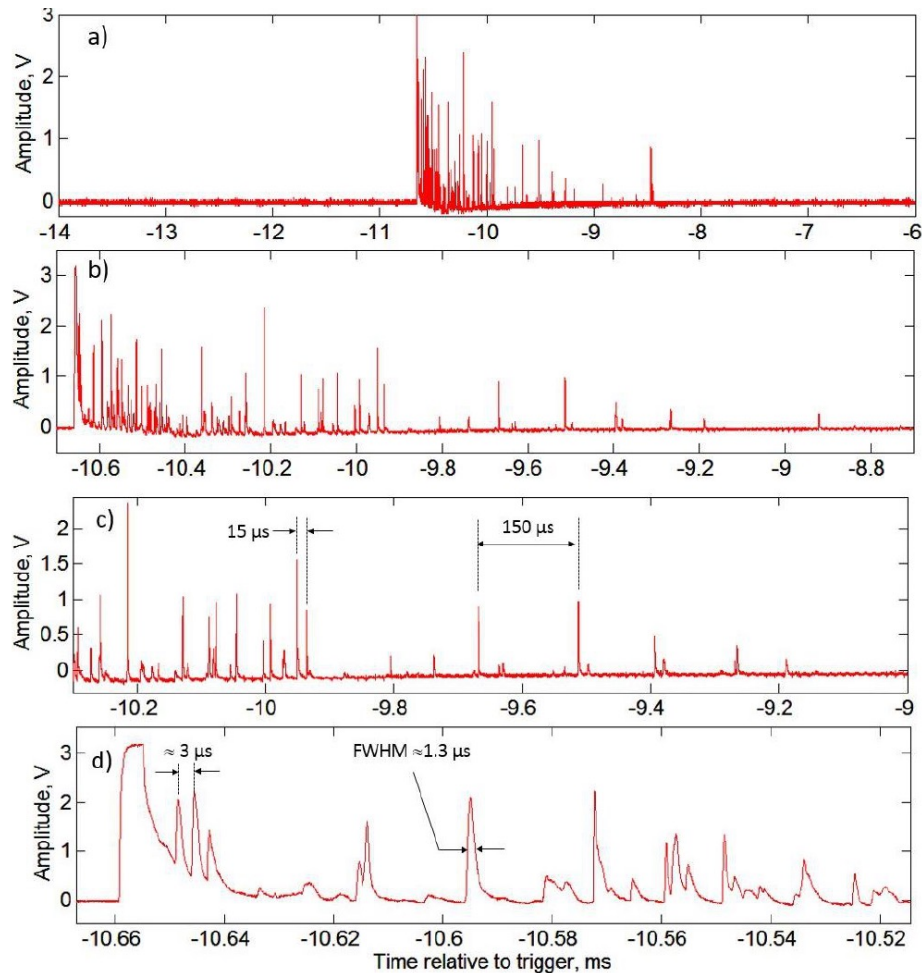 a)
Amplitude, V
3
2
1
0
-14 -13 -12 -11 -10 -9 -8 -7 -6
b)
Amplitude, V
3
2
1
0
-10.6 -10.4 -10.2 -10 -9.8 -9.6 -9.4 -9.2 -9 -8.8
c)
Amplitude, V
2
1.5
1
0.5
0
15 µs
150 µs
-10.2 -10 -9.8 -9.6 -9.4 -9.2 -9
d)
Amplitude, V
3
2
1
0
≈ 3 µs
FWHM ≈1.3 µs
-10.66 -10.64 -10.62 -10.6 -10.58 -10.56 -10.54 -10.52
Time relative to trigger, ms